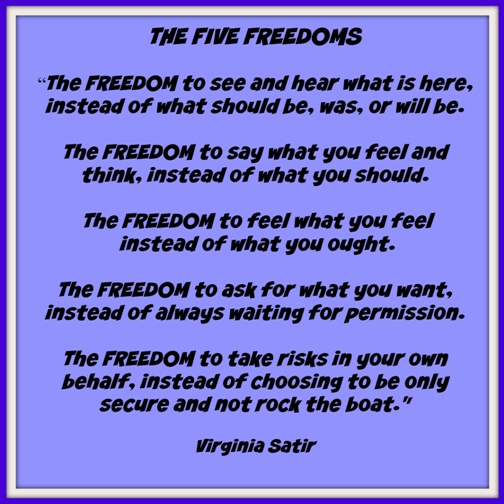 THE FIVE FREEDOMS
“The FREEDOM to see and hear what is here,
instead of what should be, was, or will be.
The FREEDOM to say what you feel and
think, instead of what you should.
The FREEDOM to feel what you feel
instead of what you ought.
The FREEDOM to ask for what you want,
instead of always waiting for permission.
The FREEDOM to take risks in your own
behalf, instead of choosing to be only
secure and not rock the boat.”
Virginia Satir